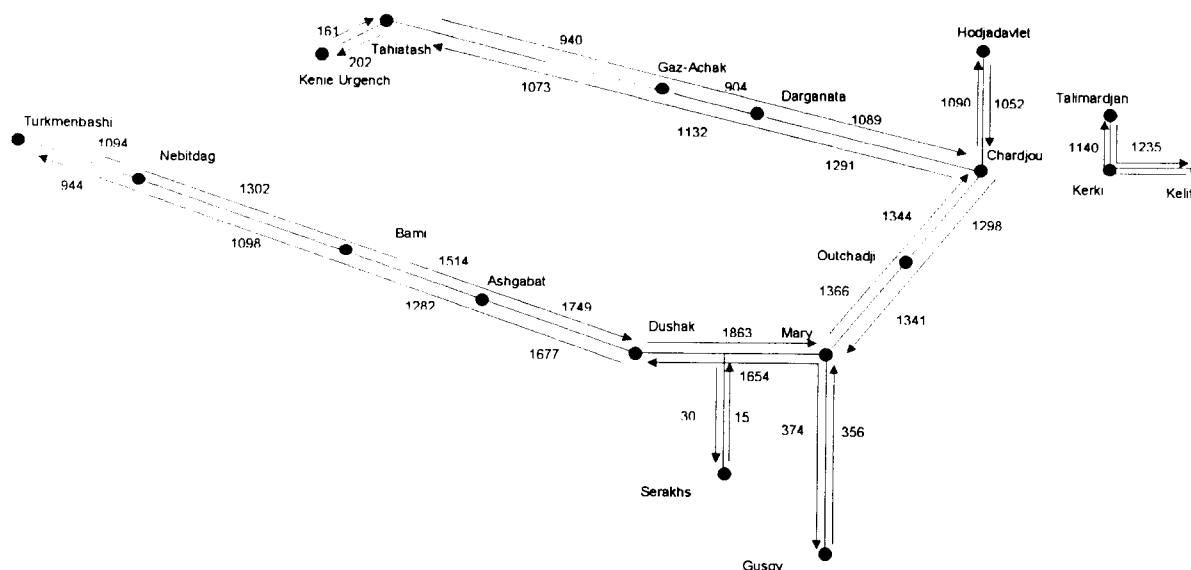 161
940
Hodjadavlet
202
Tahiatash
Gaz-Achak
Kenie Urgench
1073
904
Darganata
1090
1052
Talimardjan
Turkmenbashi
1089
1132
1140
1235
1094
Nebitdag
1291
Chardjou
944
Kerki
Kelif
1302
1344
1298
Bami
1098
1514
Outchadji
Ashgabat
1366
1282
1749
1341
Dushak
1863
Mary
1677
1654
30
15
374
356
Serakhs
Gusgy